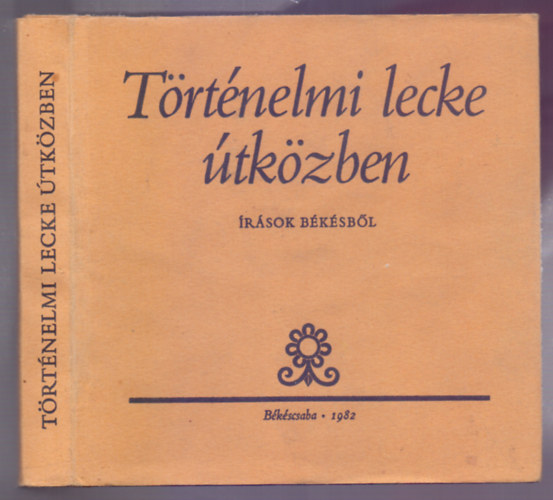 TÖRTÉNELMI LECKE ÚTKÖZBEN
Történelmi lecke
útközben
ÍRÁSOK BÉKÉSBŐL
Békéscsaba • 1982